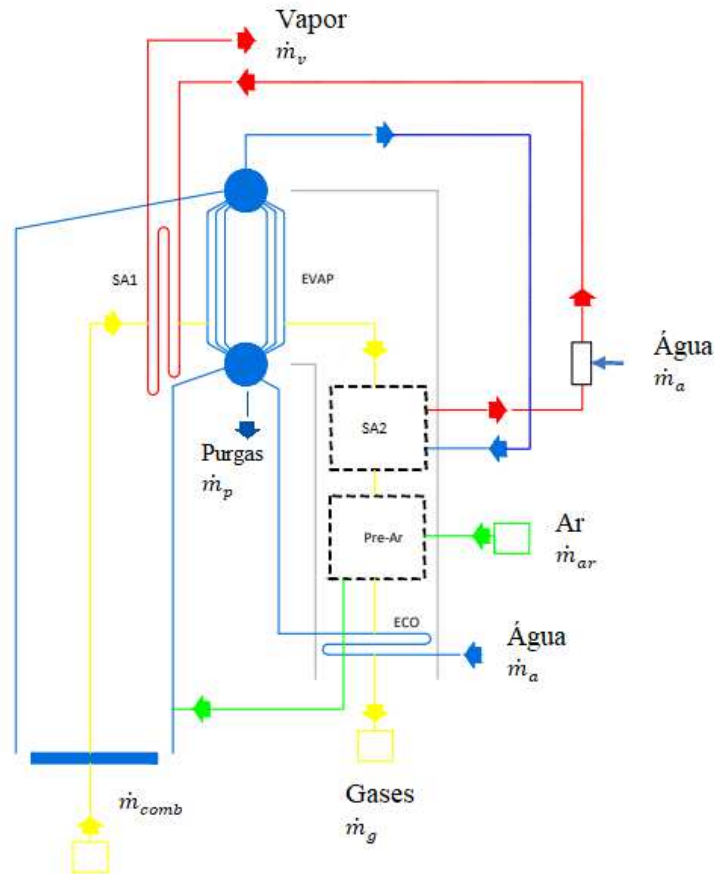 Vapor
ṁ_v
SA1
EVAP
Água
ṁ_a
SA2
Purgas
ṁ_p
Pre-Ar
Ar
ṁ_ar
ECO
Água
ṁ_a
ṁ_comb
Gases
ṁ_g